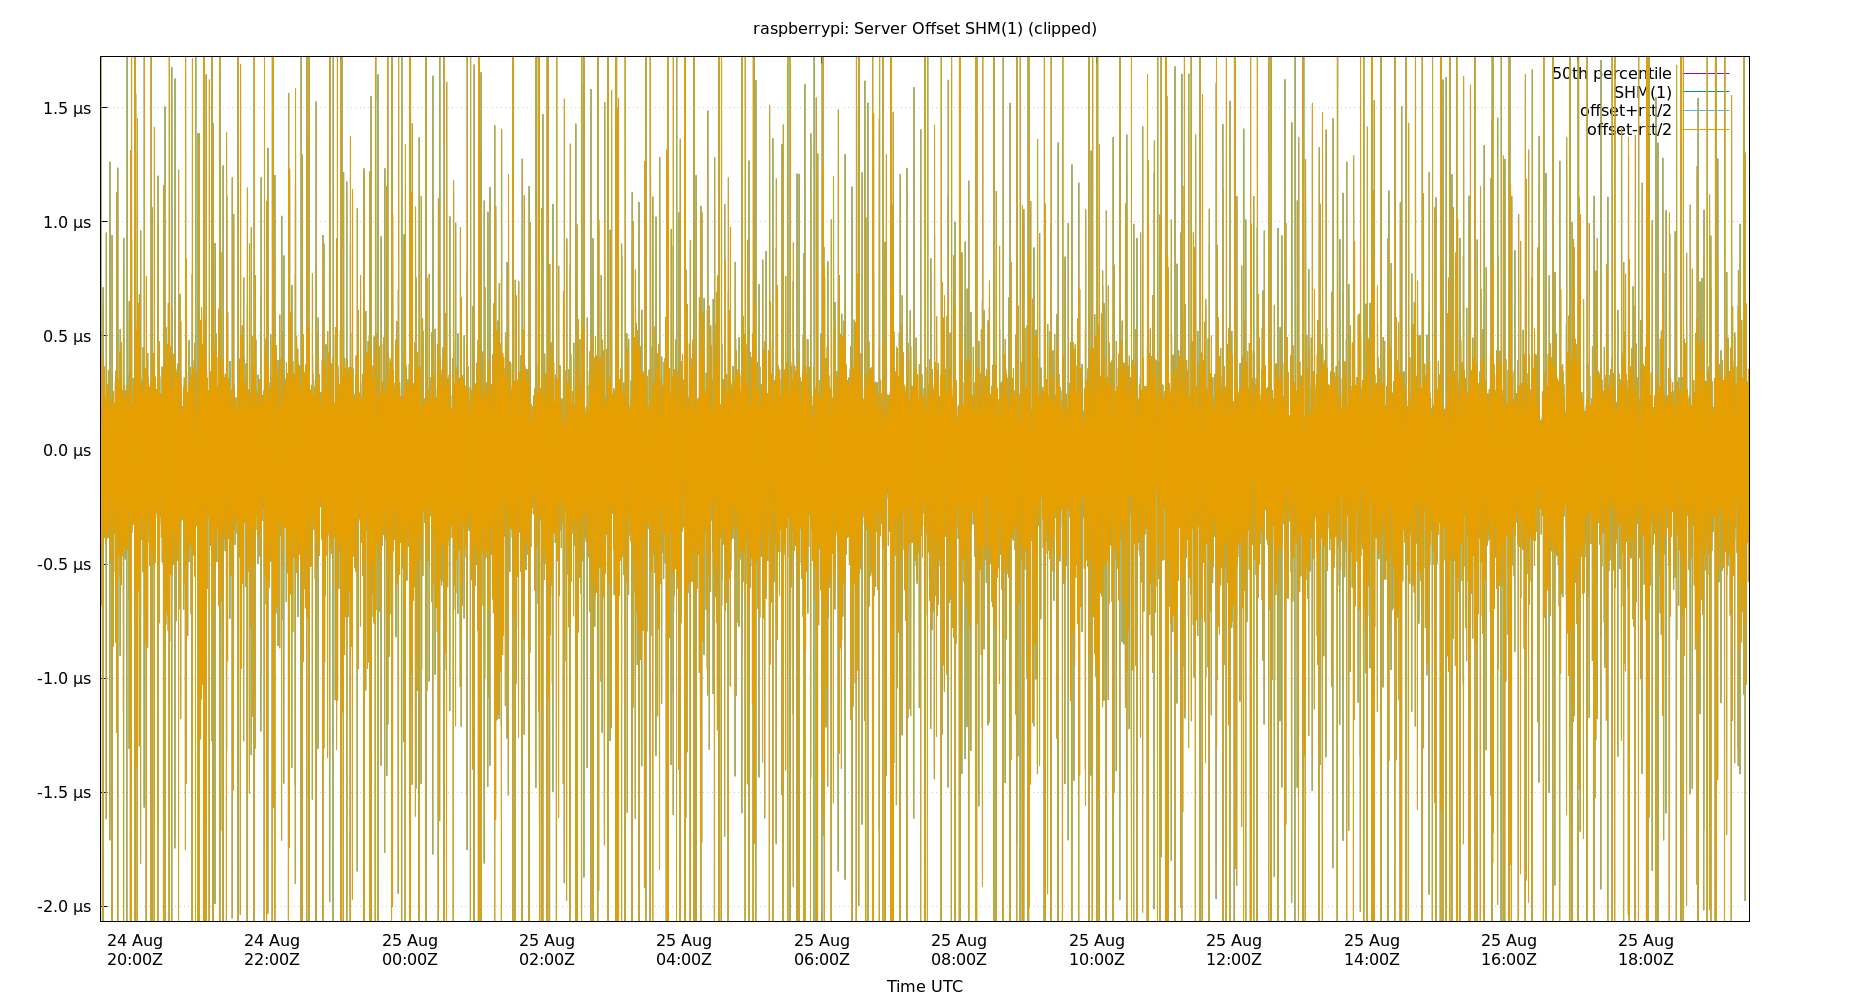 raspberrypi: Server Offset SHM(1) (clipped)
50th percentile
SHM(1)
offset+rtt/2
offset-rtt/2
1.5 µs
1.0 µs
0.5 µs
0.0 µs
-0.5 µs
-1.0 µs
-1.5 µs
-2.0 µs
24 Aug 24 Aug 25 Aug 25 Aug 25 Aug 25 Aug 25 Aug 25 Aug 25 Aug 25 Aug 25 Aug 25 Aug
20:00Z 22:00Z 00:00Z 02:00Z 04:00Z 06:00Z 08:00Z 10:00Z 12:00Z 14:00Z 16:00Z 18:00Z
Time UTC